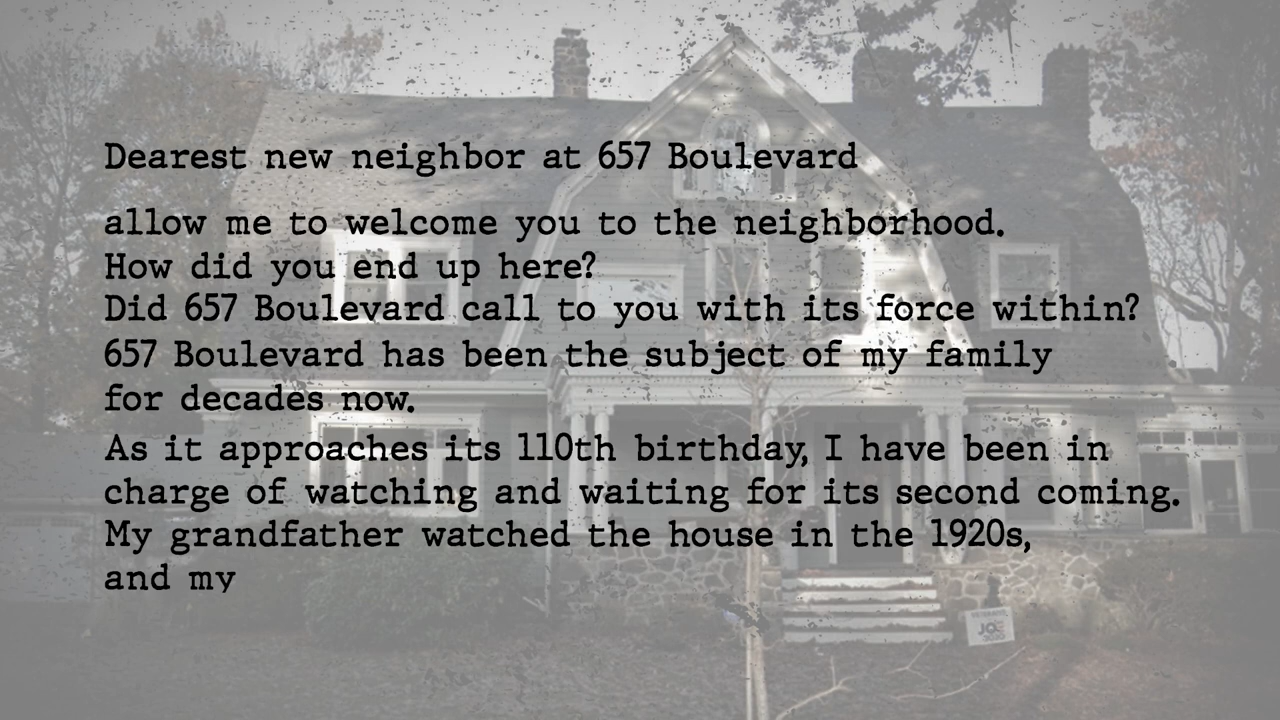 Dearest new neighbor at 657 Boulevard
allow me to welcome you to the neighborhood.
How did you end up here?
Did 657 Boulevard call to you with its force within?
657 Boulevard has been the subject of my family
for decades now.
As it approaches its 110th birthday, I have been in
charge of watching and waiting for its second coming.
My grandfather watched the house in the 1920s,
and my
JOE